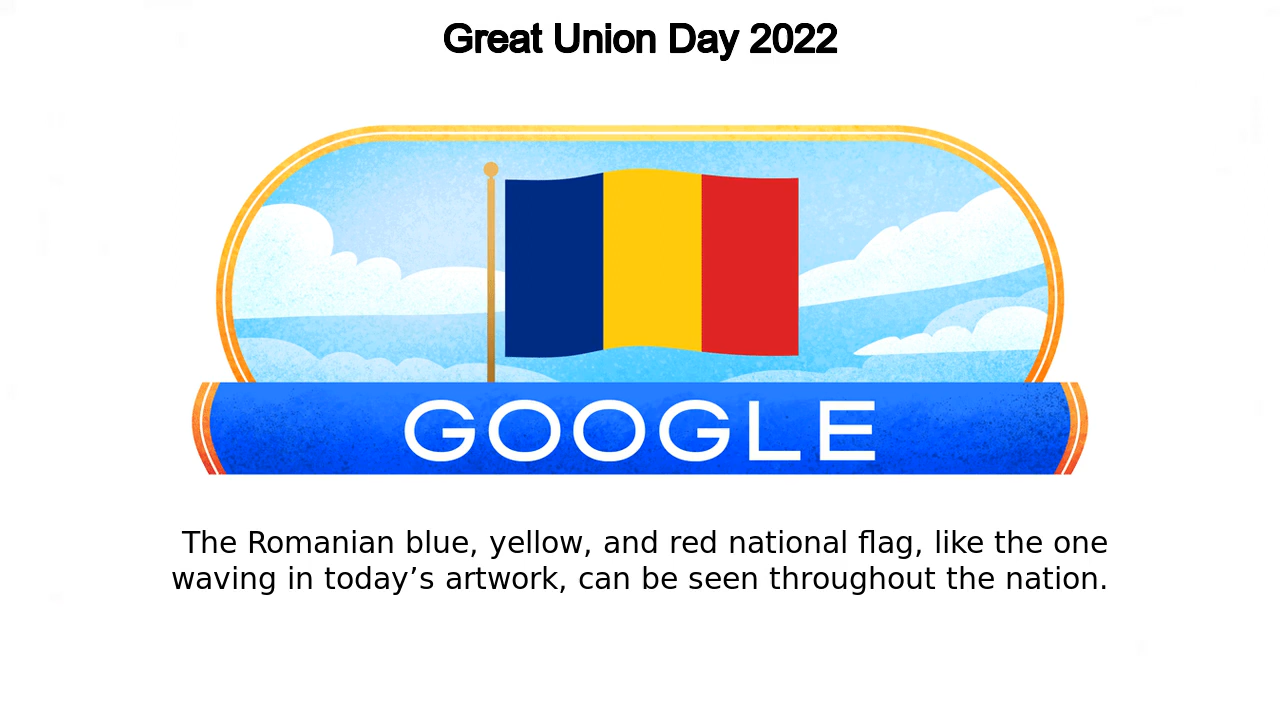 Great Union Day 2022
GOOGLE
The Romanian blue, yellow, and red national flag, like the one
waving in today’s artwork, can be seen throughout the nation.